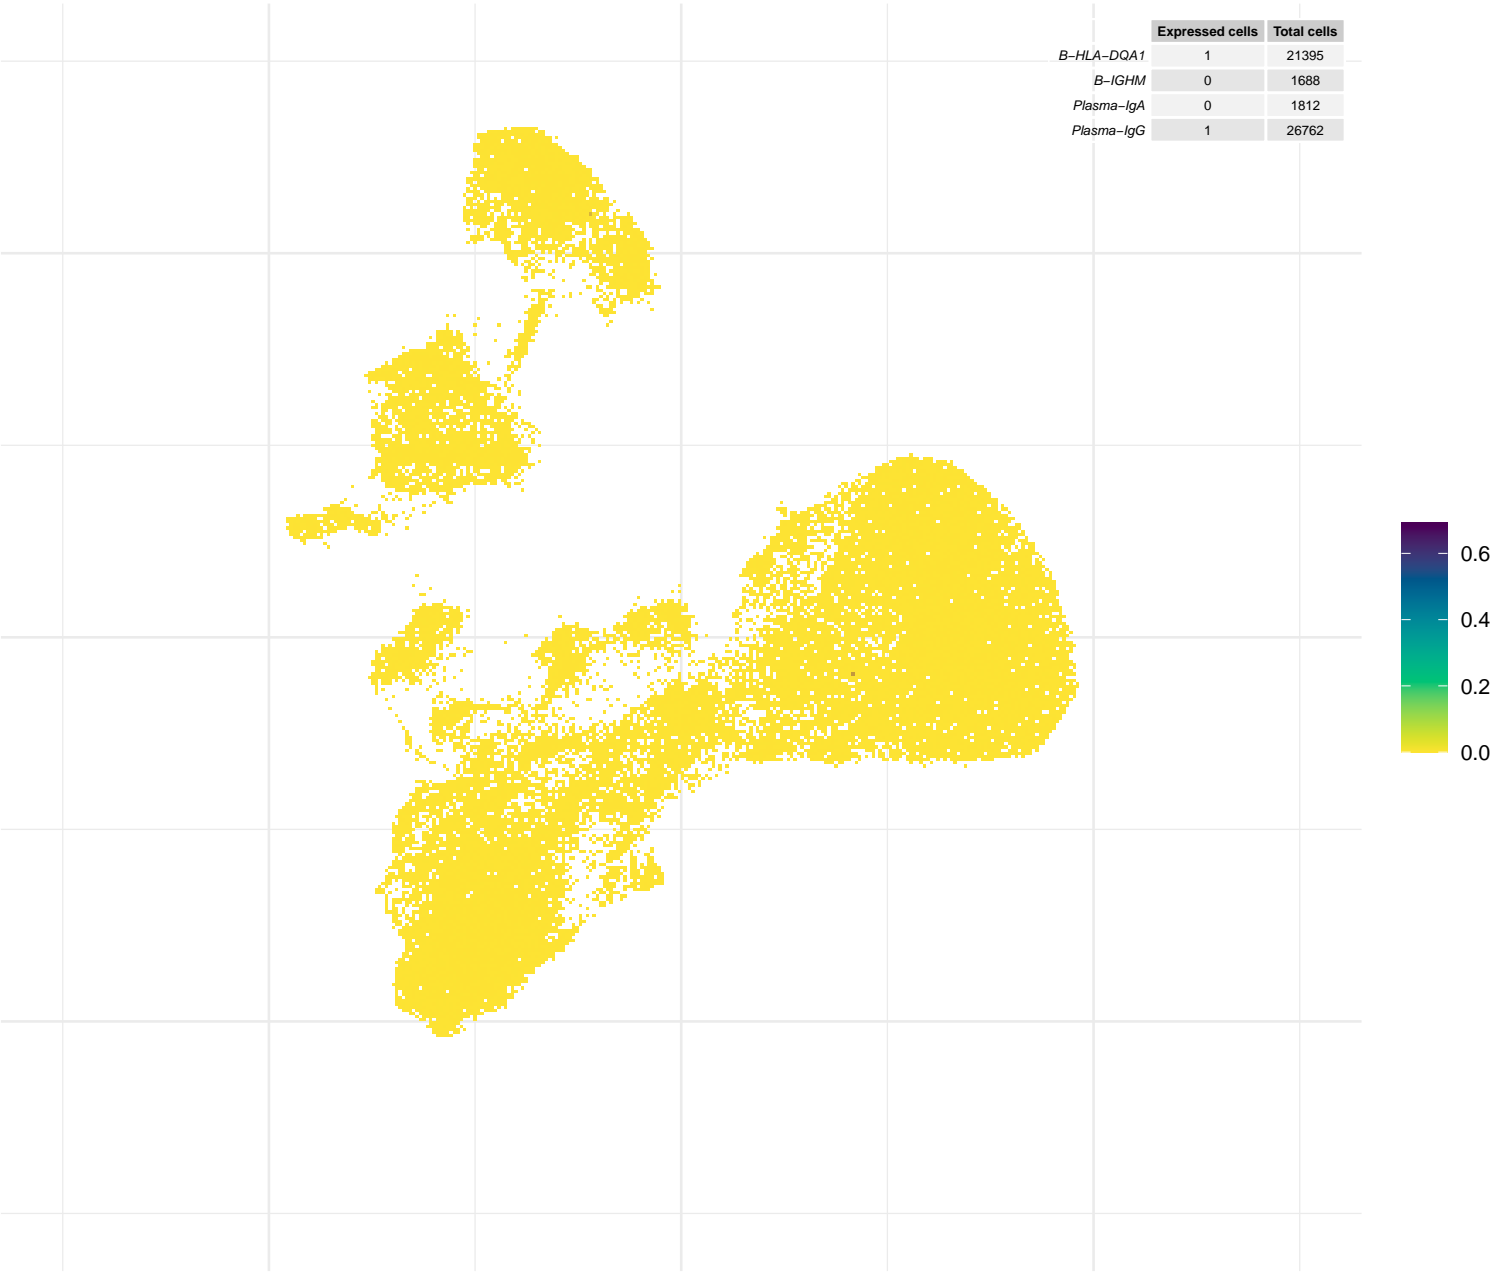 Expressed cells Total cells
B−HLA−DQA1 1 21395
B−IGHM 0 1688
Plasma−IgA 0 1812
Plasma−IgG 1 26762
0.6
0.4
0.2
0.0